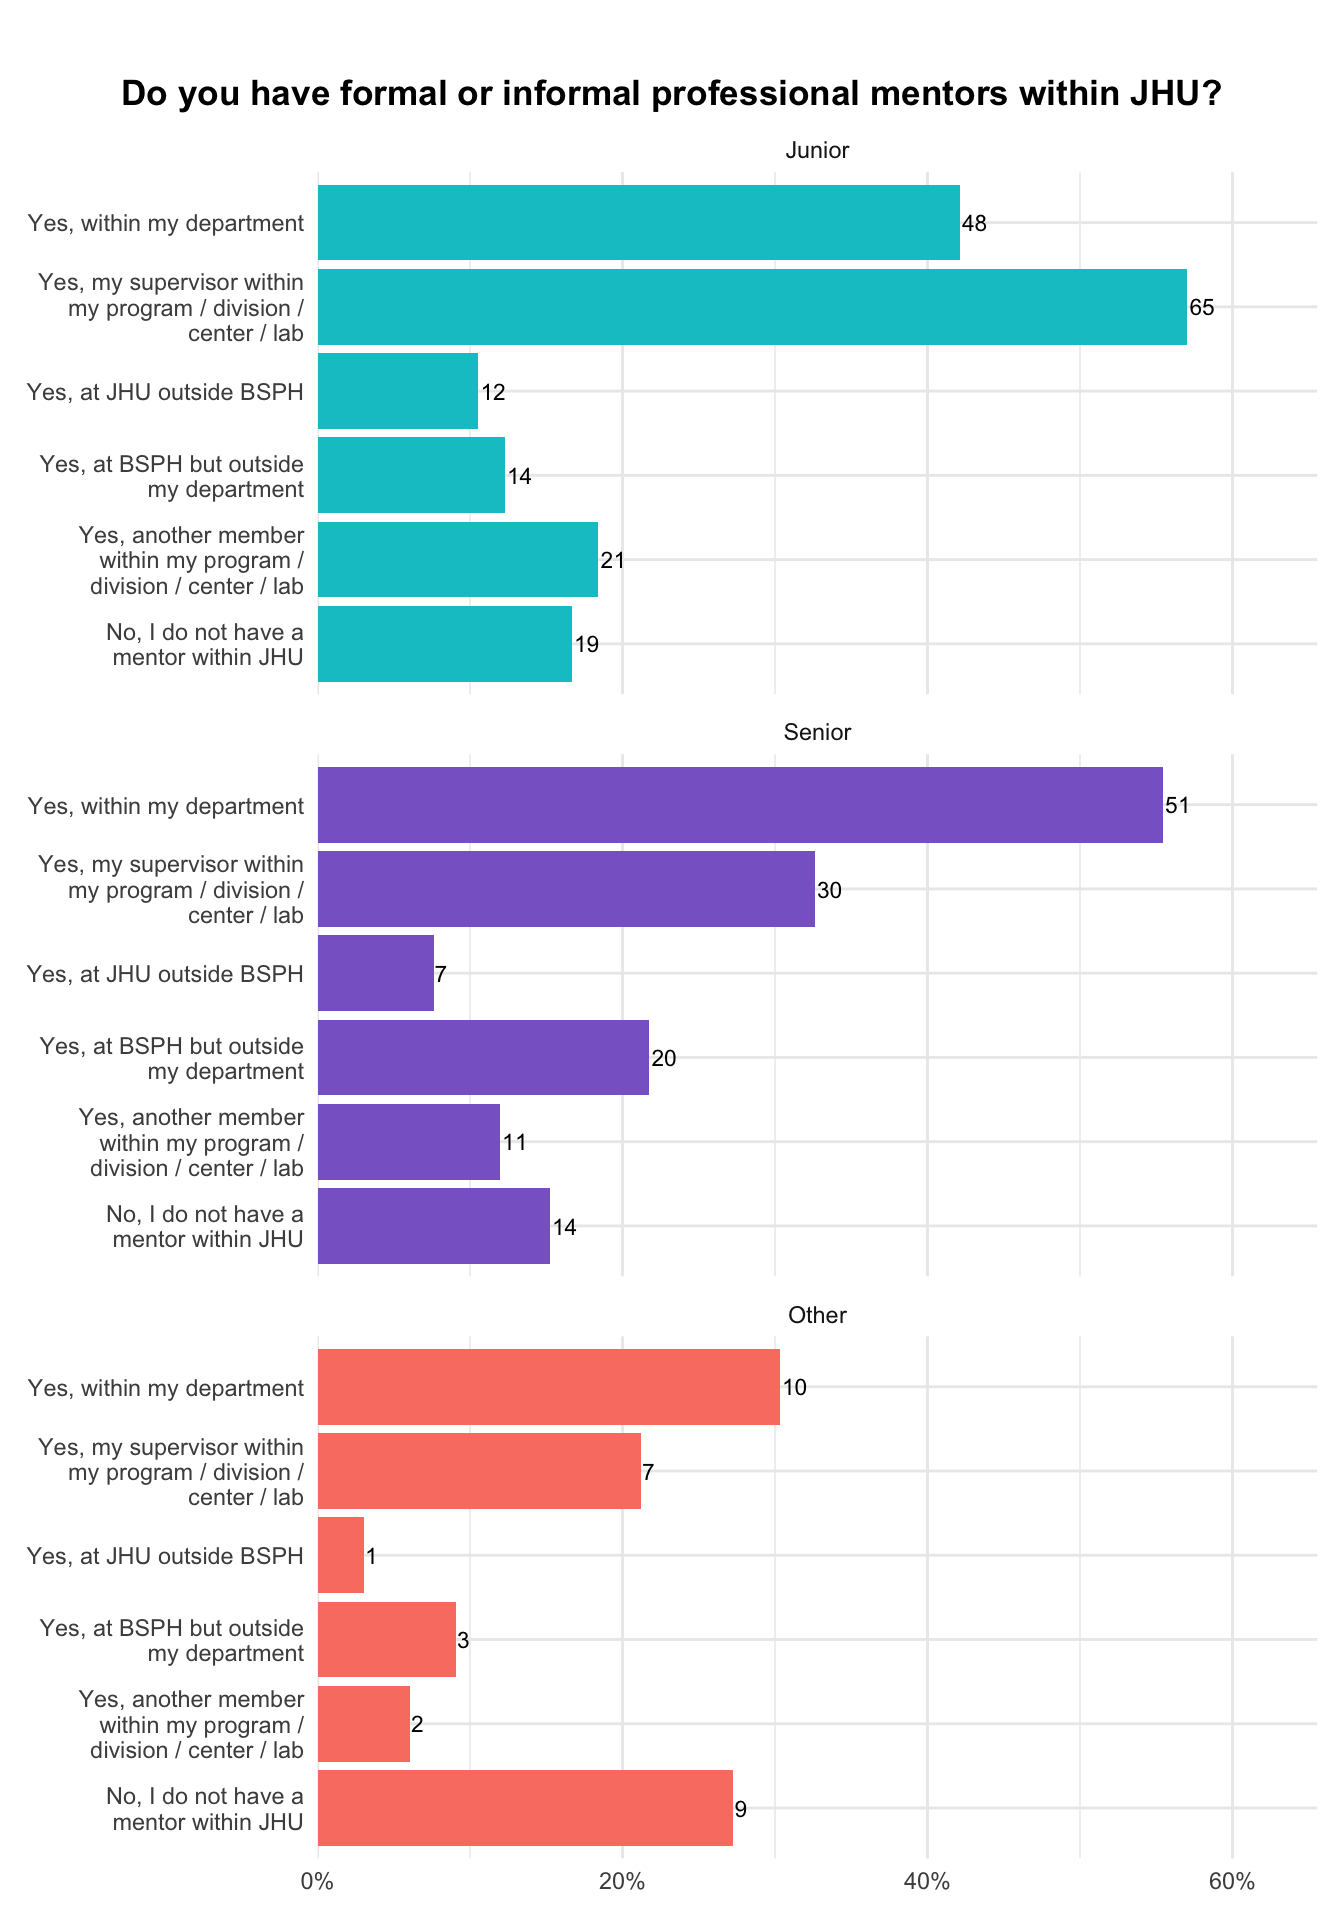 Do you have formal or informal professional mentors within JHU?
Junior
Yes, within my department
48
Yes, my supervisor within
my program / division /
center / lab
65
Yes, at JHU outside BSPH
12
Yes, at BSPH but outside
my department
14
Yes, another member
within my program /
division / center / lab
21
No, I do not have a
mentor within JHU
19
Senior
Yes, within my department
51
Yes, my supervisor within
my program / division /
center / lab
30
Yes, at JHU outside BSPH
7
Yes, at BSPH but outside
my department
20
Yes, another member
within my program /
division / center / lab
11
No, I do not have a
mentor within JHU
14
Other
Yes, within my department
10
Yes, my supervisor within
my program / division /
center / lab
7
Yes, at JHU outside BSPH
1
Yes, at BSPH but outside
my department
3
Yes, another member
within my program /
division / center / lab
2
No, I do not have a
mentor within JHU
9
0% 20% 40% 60%